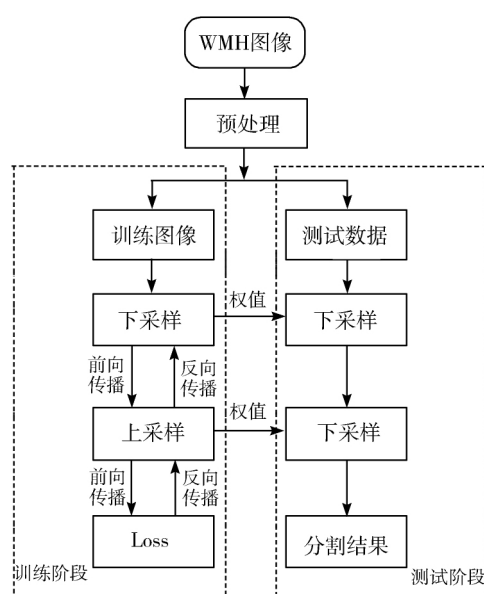 WMH图像
预处理
训练图像
测试数据
下采样
权值
下采样
前向
传播
反向
传播
上采样
权值
下采样
前向
传播
反向
传播
Loss
分割结果
训练阶段
测试阶段